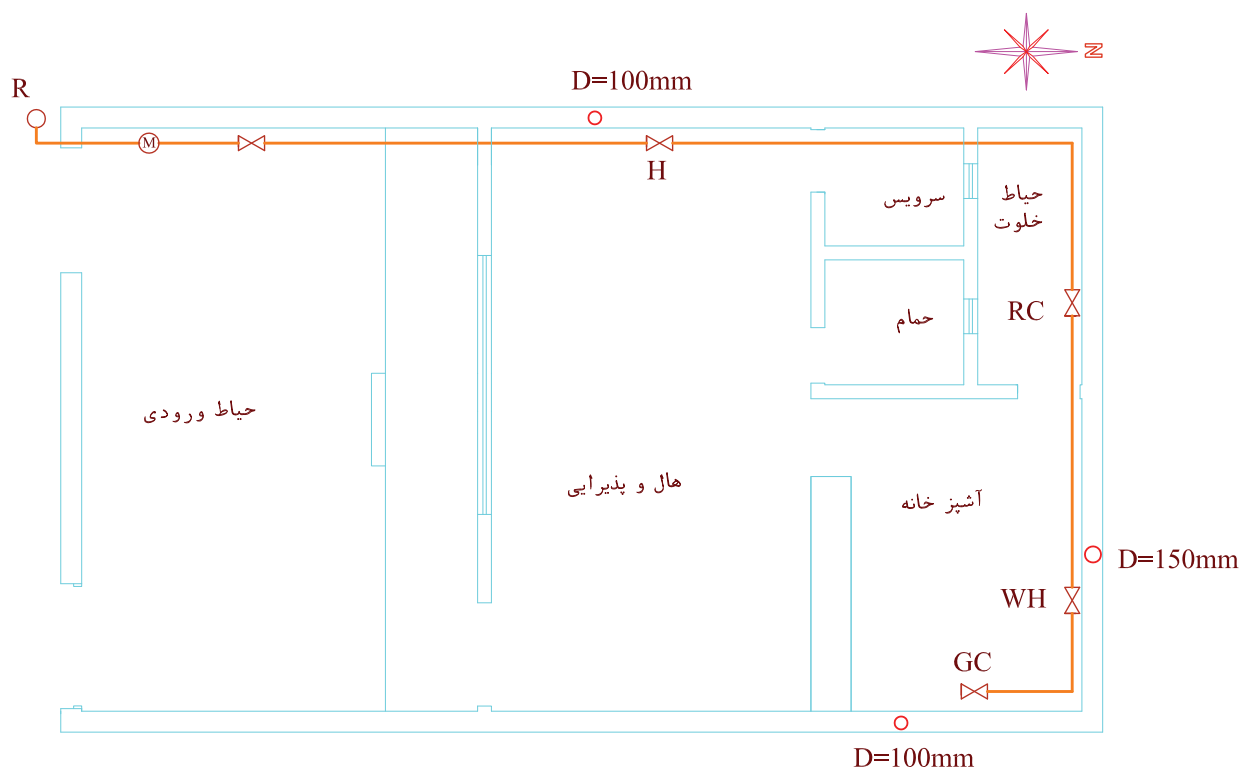 N
R
D=100mm
M
H
سرویس
حیاط
خلوت
RC
حمام
حیاط ورودی
هال و پذیرایی
آشپز خانه
D=150mm
WH
GC
D=100mm